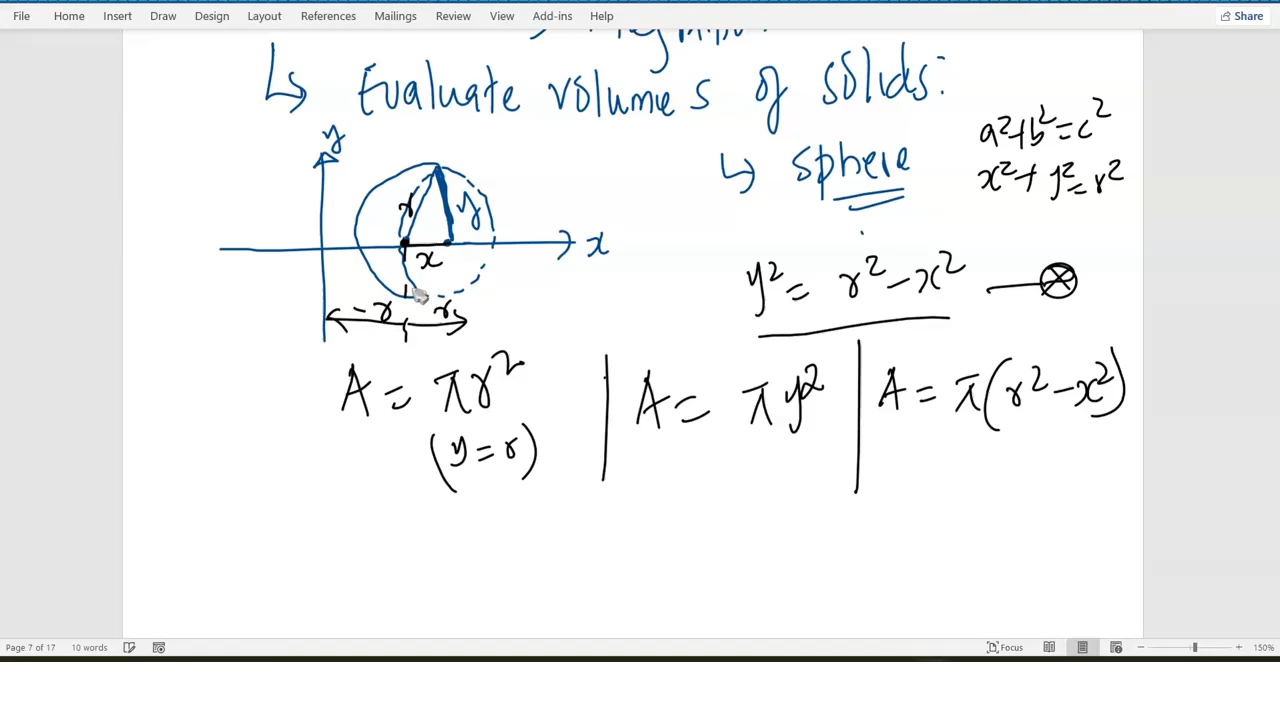 File Home Insert Draw Design Layout References Mailings Review View Add-ins Help Share
↳ Evaluate volumes of solids:
↳ sphere
a²+b²=c²
x²+y²=r²
y
r
y
x
x
-r
r
y² = r²-x²
A = πr²
(y=r)
A = πy²
A = π(r²-x²)
Page 7 of 17 10 words Focus 150%